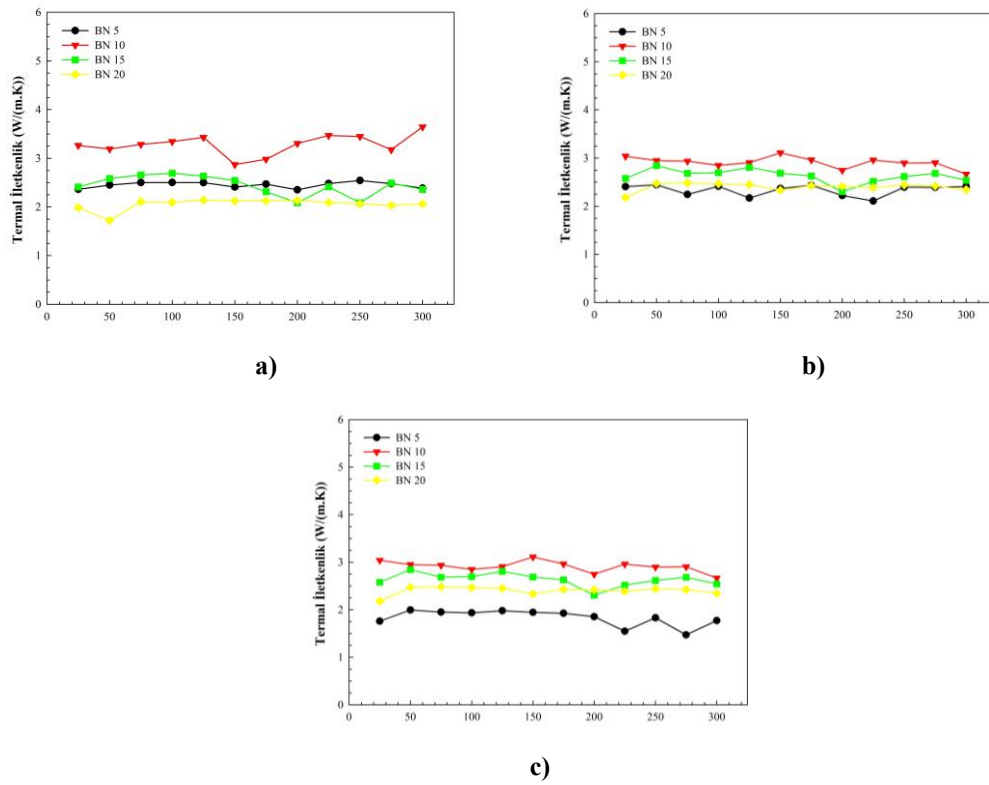 6
5
4
3
2
1
0
Termal İletkenlik (W/(m.K))
BN 5
BN 10
BN 15
BN 20
0 50 100 150 200 250 300
a)
6
5
4
3
2
1
0
Termal İletkenlik (W/(m.K))
BN 5
BN 10
BN 15
BN 20
0 50 100 150 200 250 300
b)
6
5
4
3
2
1
0
Termal İletkenlik (W/(m.K))
BN 5
BN 10
BN 15
BN 20
0 50 100 150 200 250 300
c)